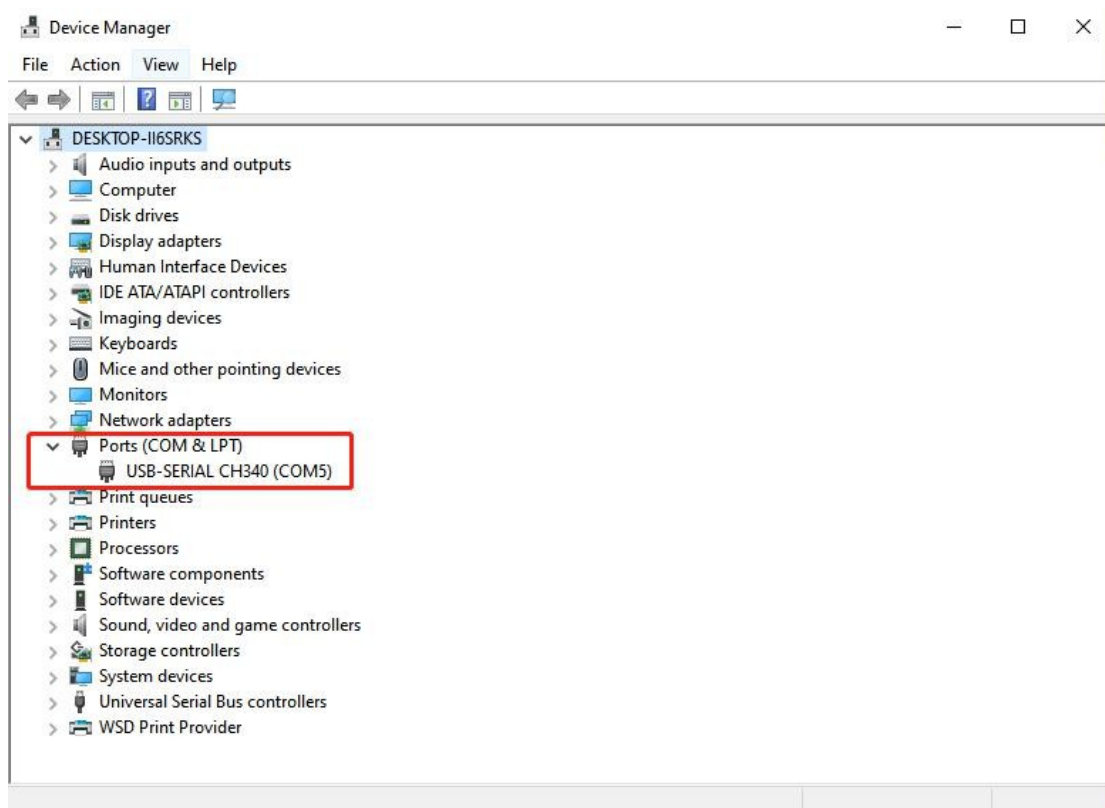 Device Manager
File Action View Help
DESKTOP-II6SRKS
Audio inputs and outputs
Computer
Disk drives
Display adapters
Human Interface Devices
IDE ATA/ATAPI controllers
Imaging devices
Keyboards
Mice and other pointing devices
Monitors
Network adapters
Ports (COM & LPT)
USB-SERIAL CH340 (COM5)
Print queues
Printers
Processors
Software components
Software devices
Sound, video and game controllers
Storage controllers
System devices
Universal Serial Bus controllers
WSD Print Provider